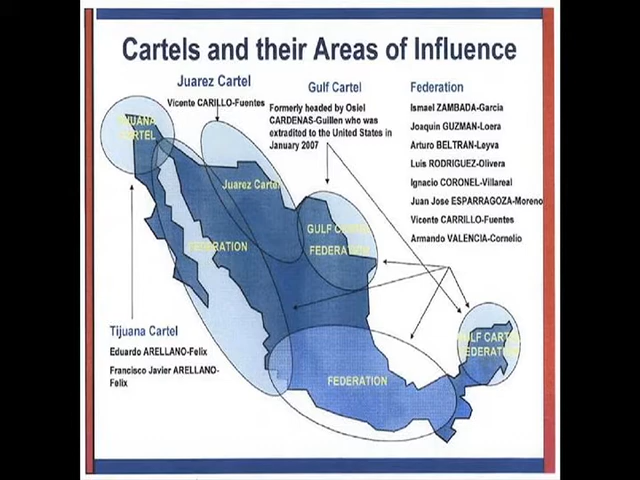 Cartels and their Areas of Influence
Juarez Cartel
Vicente CARILLO-Fuentes
Gulf Cartel
Formerly headed by Osiel
CARDENAS-Guillen who was
extradited to the United States in
January 2007
Federation
Ismael ZAMBADA-Garcia
Joaquin GUZMAN-Loera
Arturo BELTRAN-Leyva
Luis RODRIGUEZ-Olivera
Ignacio CORONEL-Villareal
Juan Jose ESPARRAGOZA-Moreno
Vicente CARRILLO-Fuentes
Armando VALENCIA-Cornelio
TIJUANA
CARTEL
Juarez Cartel
FEDERATION
GULF CARTEL
FEDERATION
Tijuana Cartel
Eduardo ARELLANO-Felix
Francisco Javier ARELLANO-
Felix
GULF CARTEL
FEDERATION
FEDERATION